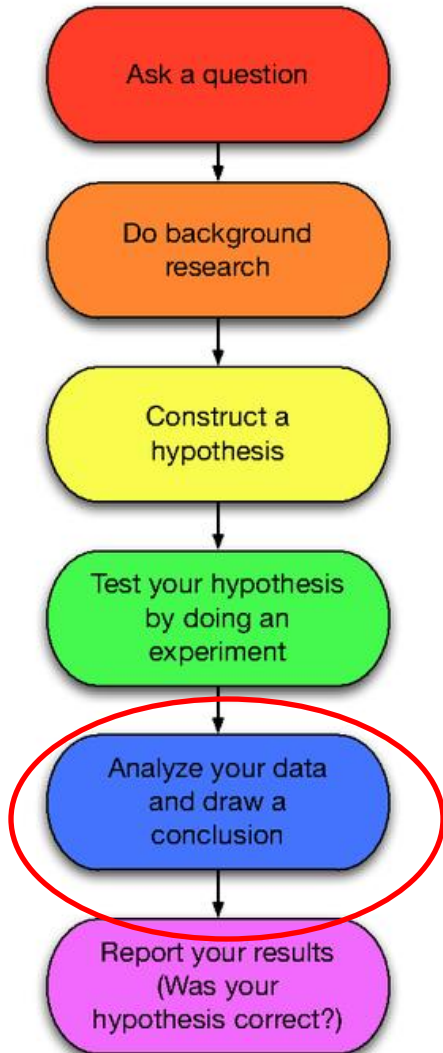 Ask a question
Do background
research
Construct a
hypothesis
Test your hypothesis
by doing an
experiment
Analyze your data
and draw a
conclusion
Report your results
(Was your
hypothesis correct?)